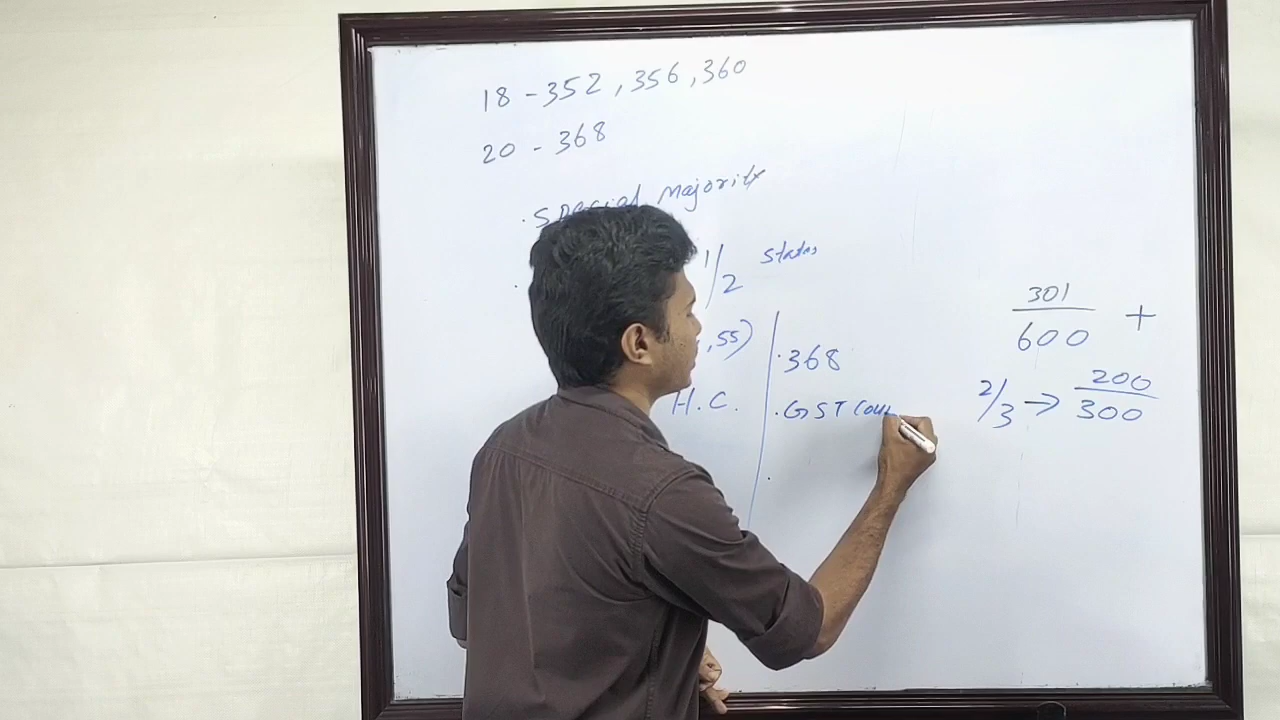 18 - 352, 356, 360
20 - 368
. Special Majority
. 1/2 states
, 55)
H.C.
. 368
. GST Cou
.
301/600 +
2/3 → 200/300